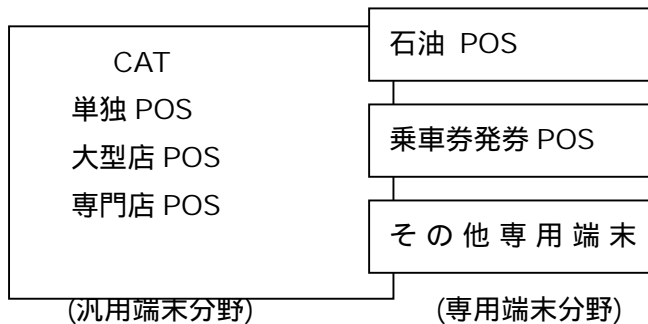 CAT
単独 POS
大型店 POS
専門店 POS
(汎用端末分野)
石油 POS
乗車券発券 POS
その他専用端末
(専用端末分野)